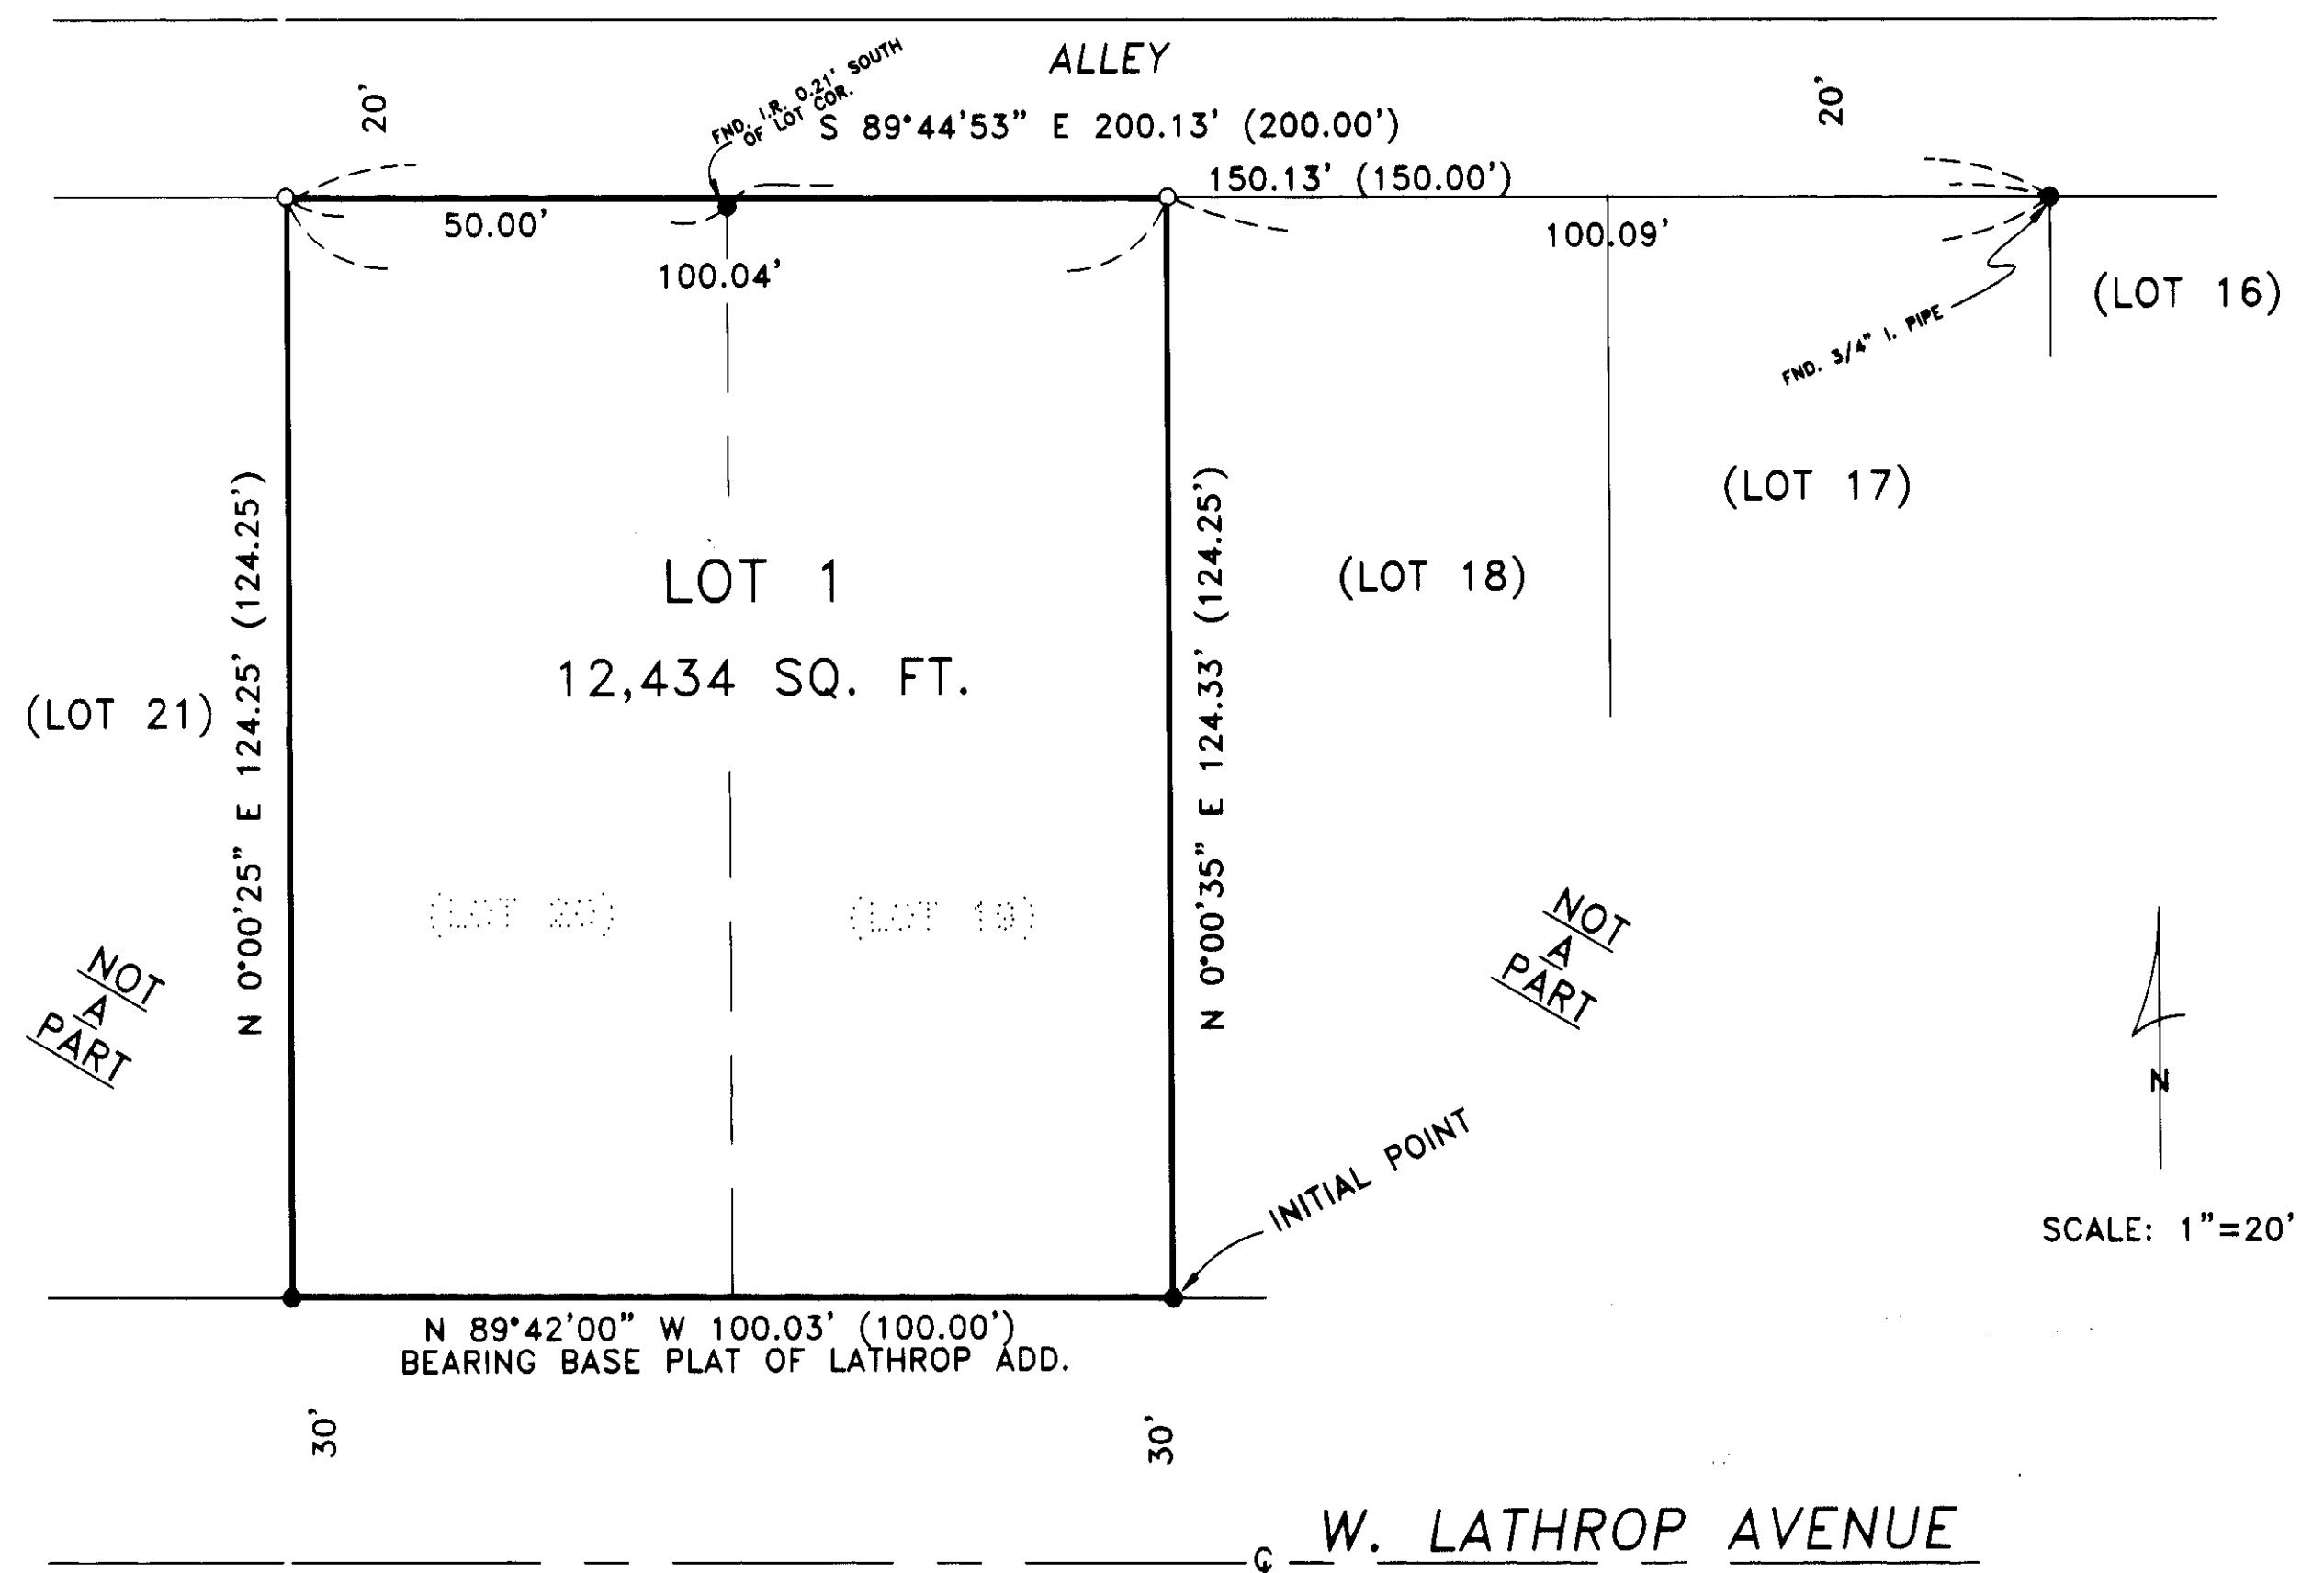 ALLEY
20'
FND. I.R. 0.21' SOUTH
OF LOT COR.
20'
S 89°44'53" E 200.13' (200.00')
150.13' (150.00')
50.00'
100.09'
100.04'
(LOT 16)
FND. 3/4" I. PIPE
(LOT 17)
LOT 1
(LOT 18)
12,434 SQ. FT.
(LOT 21)
N 0°00'25" E 124.25' (124.25')
N 0°00'35" E 124.33' (124.25')
(LOT 20)
(LOT 19)
NOT
A
PART
NOT
A
PART
N
INITIAL POINT
SCALE: 1"=20'
N 89°42'00" W 100.03' (100.00')
BEARING BASE PLAT OF LATHROP ADD.
30'
30'
W. LATHROP AVENUE